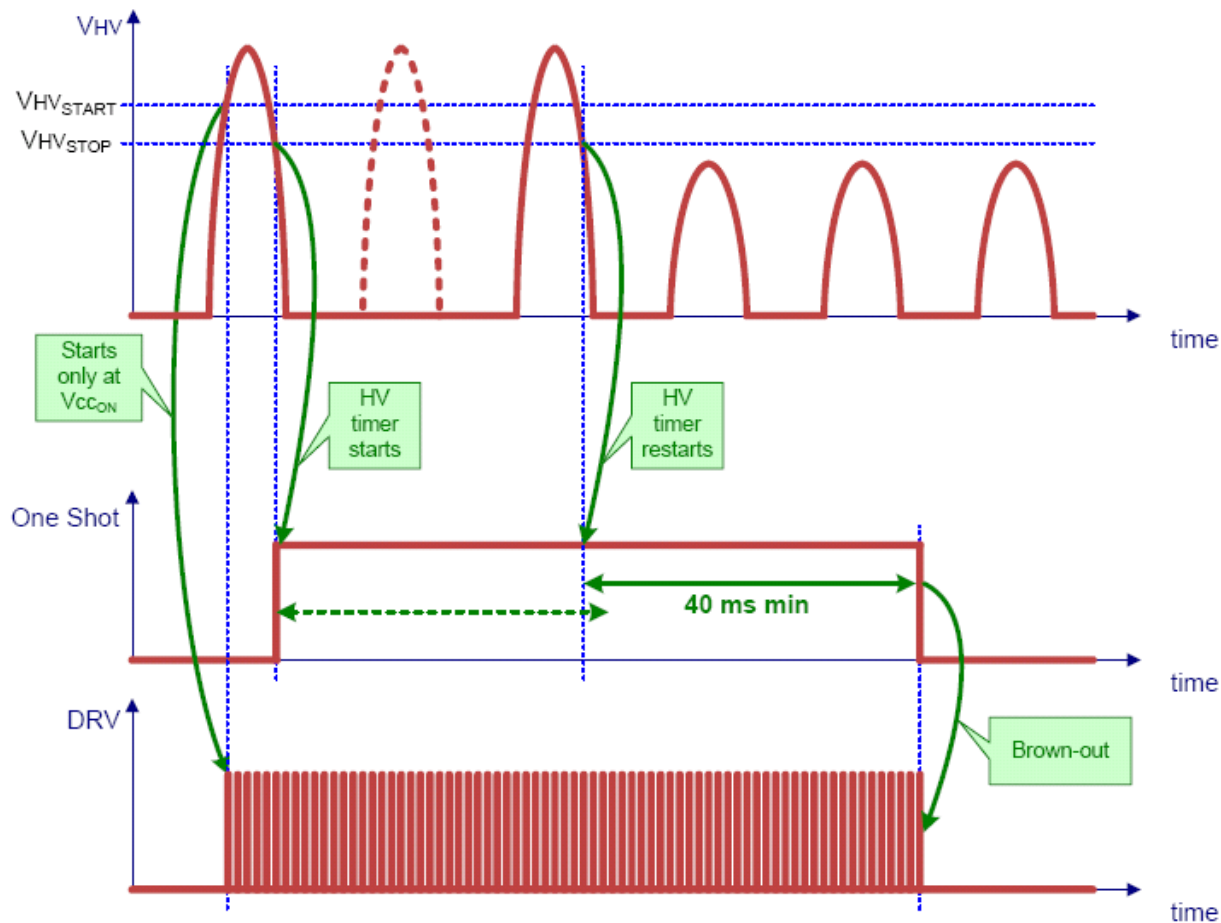 VHV
VHVSTART
VHVSTOP
time
Starts
only at
VccON
HV
timer
starts
HV
timer
restarts
One Shot
40 ms min
time
DRV
Brown-out
time